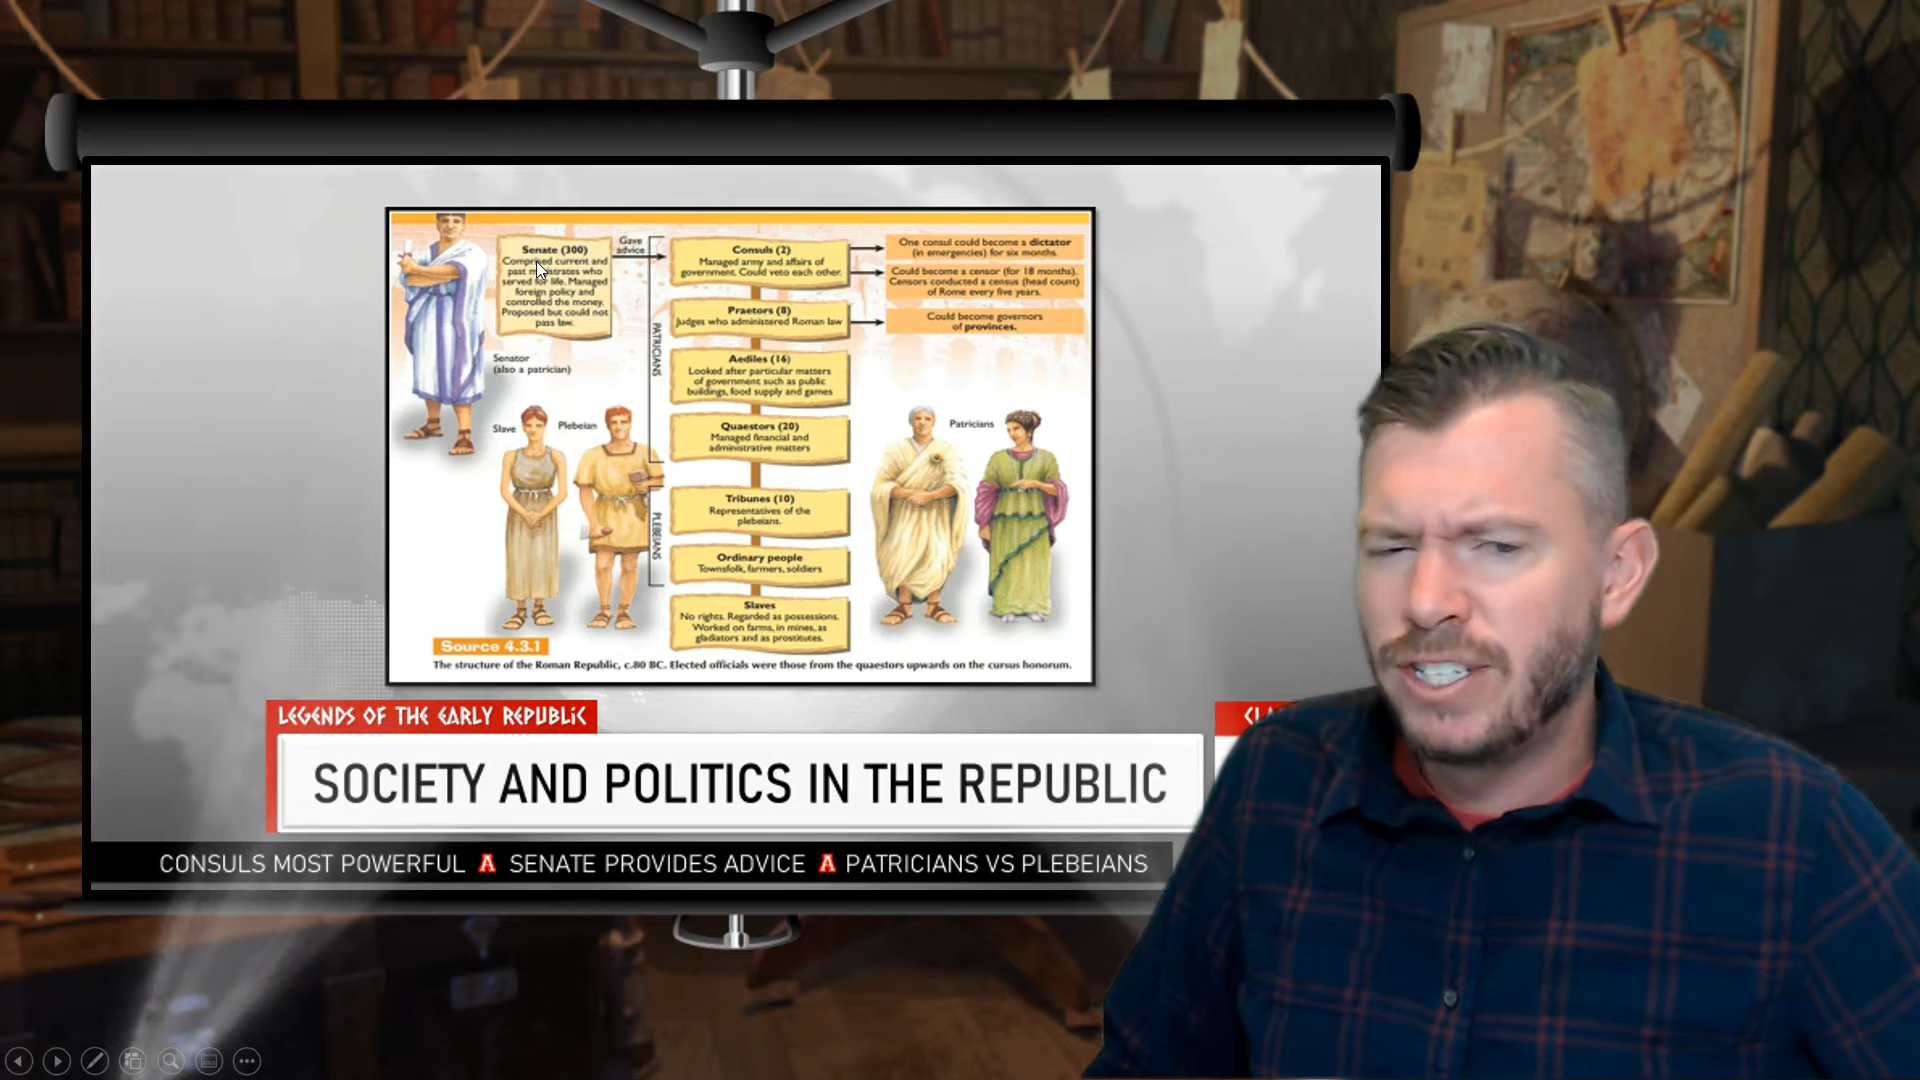 Senate (300)
Comprised current and
past magistrates who
served for life. Managed
foreign policy and
controlled the money.
Proposed but could not
pass law.
Gave
advice
Consuls (2)
Managed army and affairs of
government. Could veto each other.
One consul could become a dictator
(in emergencies) for six months.
Could become a censor (for 18 months).
Censors conducted a census (head count)
of Rome every five years.
Praetors (8)
Judges who administered Roman law
Could become governors
of provinces.
PATRICIANS
Aediles (16)
Looked after particular matters
of government such as public
buildings, food supply and games
Senator
(also a patrician)
Quaestors (20)
Managed financial and
administrative matters
Slave
Plebeian
Patricians
Tribunes (10)
Representatives of the
plebeians.
PLEBEIANS
Ordinary people
Townsfolk, farmers, soldiers
Slaves
No rights. Regarded as possessions.
Worked on farms, in mines, as
gladiators and as prostitutes.
Source 4.3.1
The structure of the Roman Republic, c.80 BC. Elected officials were those from the quaestors upwards on the cursus honorum.
LEGENDS OF THE EARLY REPUBLIC
SOCIETY AND POLITICS IN THE REPUBLIC
CONSULS MOST POWERFUL A SENATE PROVIDES ADVICE A PATRICIANS VS PLEBEIANS